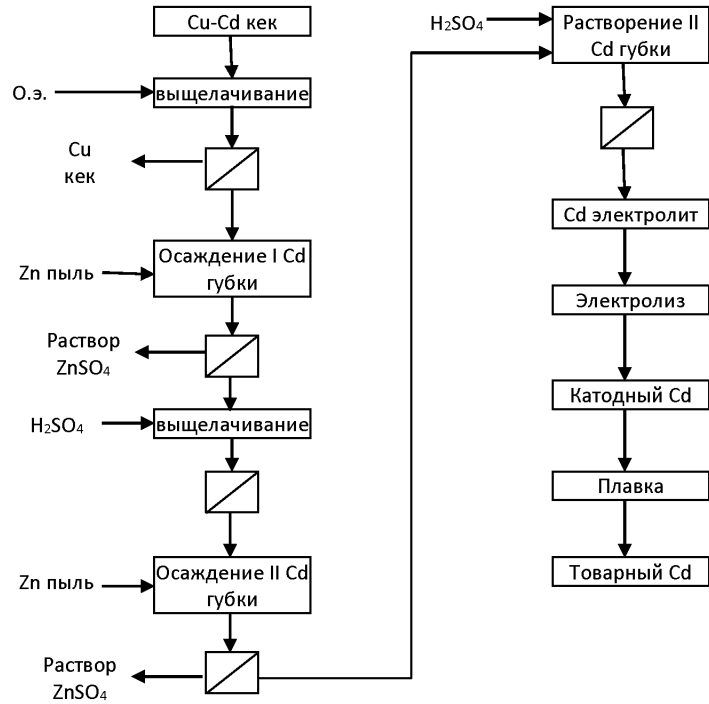 Cu-Cd кек
О.э.
выщелачивание
Cu
кек
Zn пыль
Осаждение I Cd
губки
Раствор
ZnSO₄
H₂SO₄
выщелачивание
Zn пыль
Осаждение II Cd
губки
Раствор
ZnSO₄
H₂SO₄
Растворение II
Cd губки
Cd электролит
Электролиз
Катодный Cd
Плавка
Товарный Cd